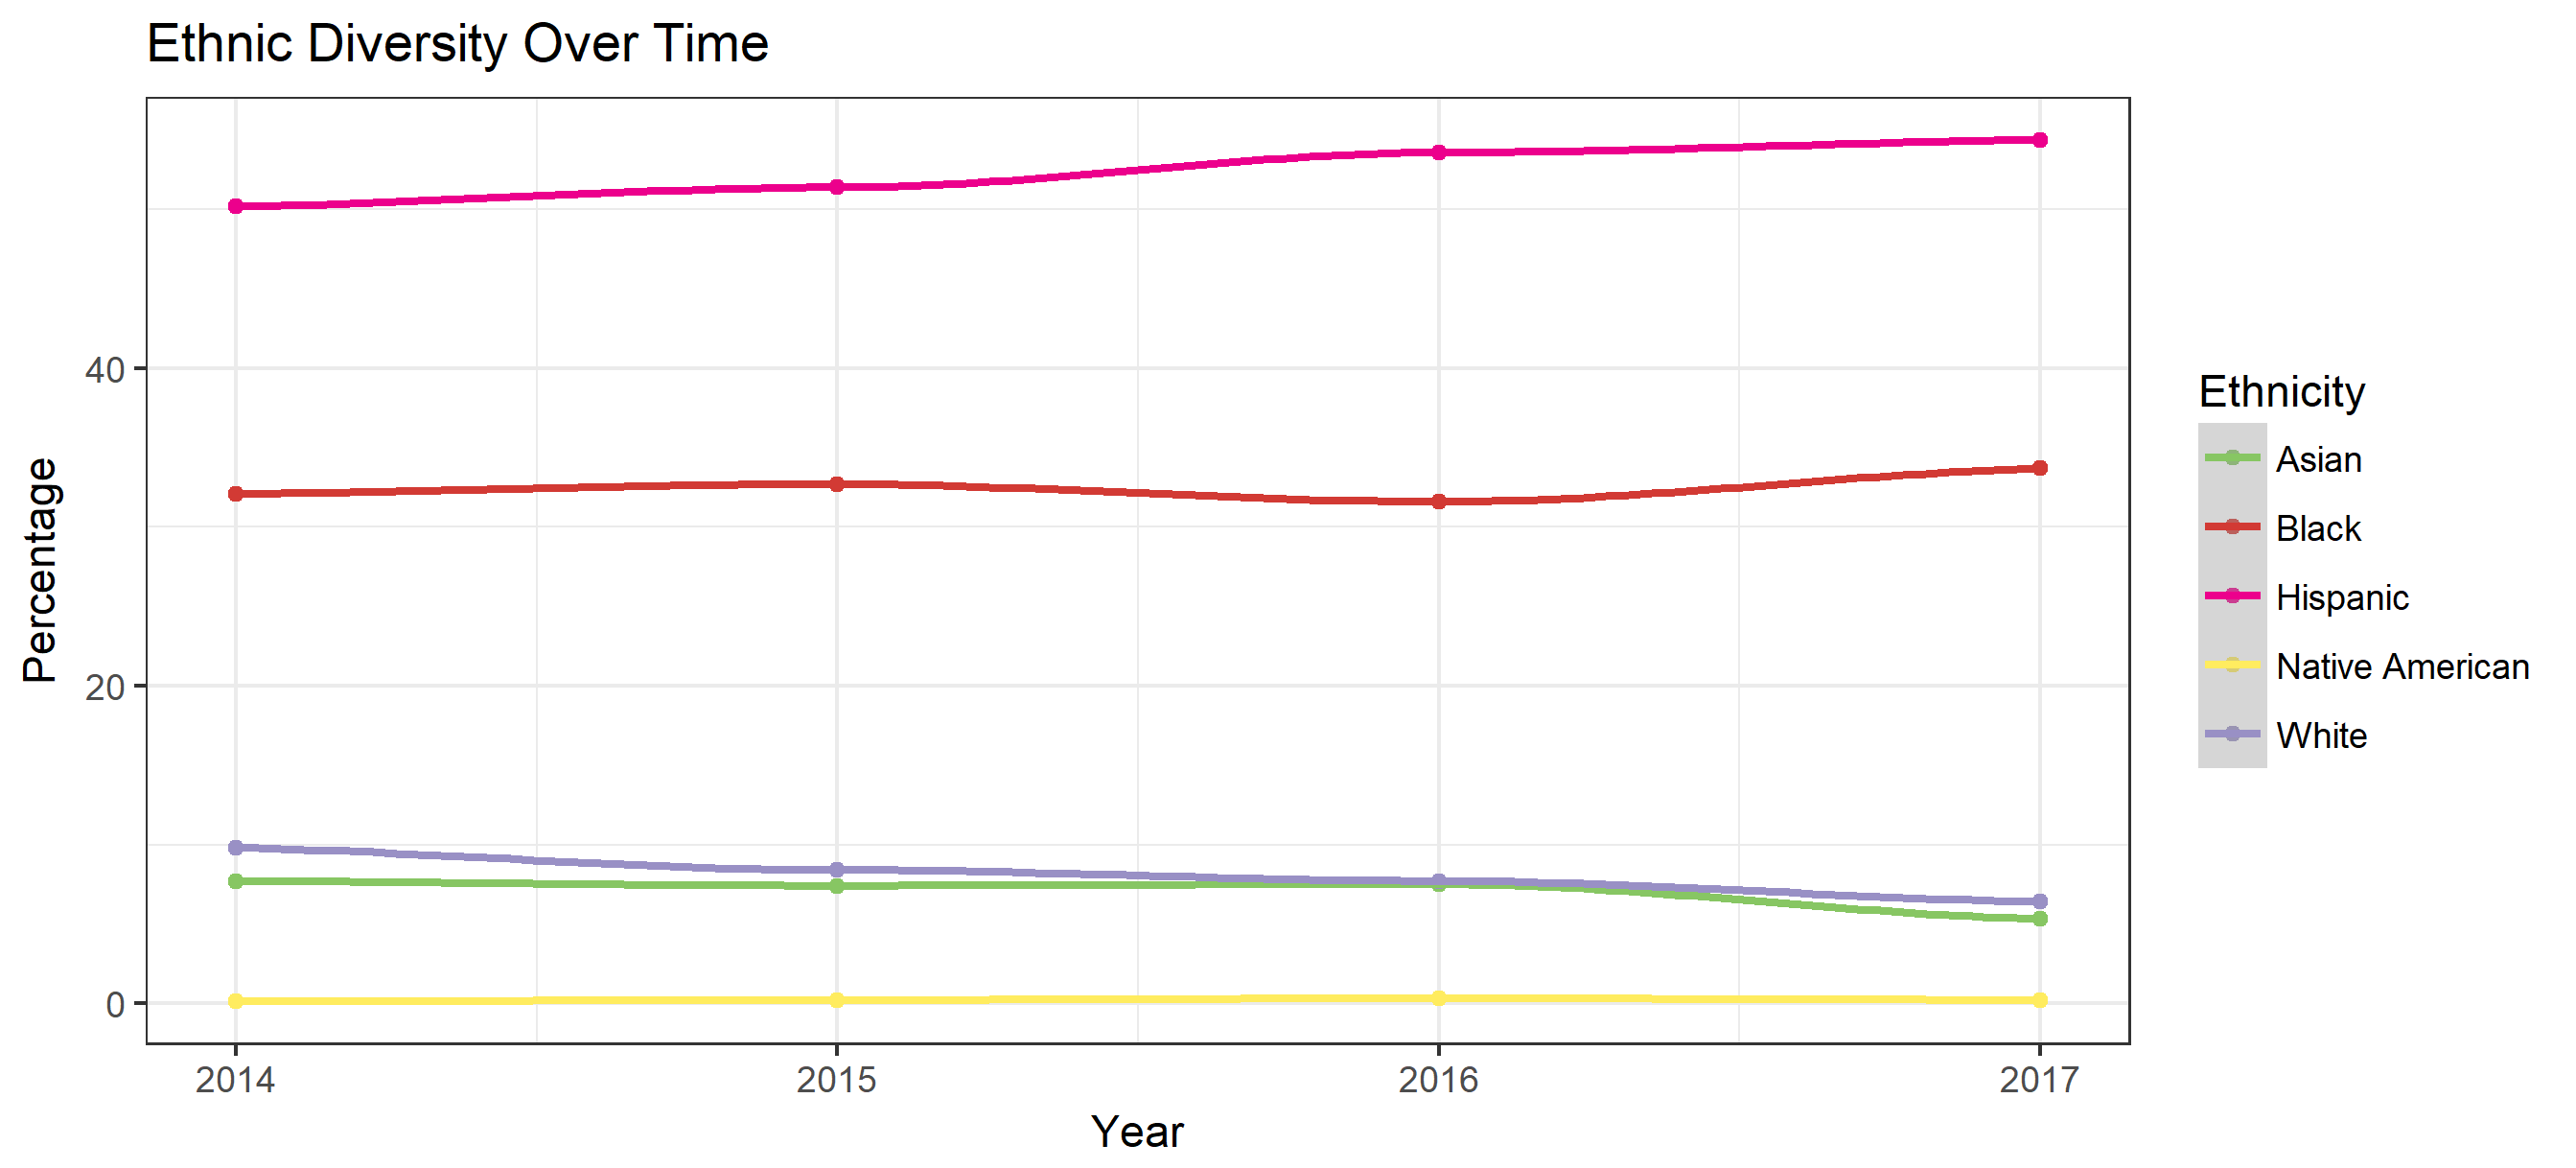 Ethnic Diversity Over Time
Percentage
40
20
0
2014
2015
2016
2017
Year
Ethnicity
Asian
Black
Hispanic
Native American
White